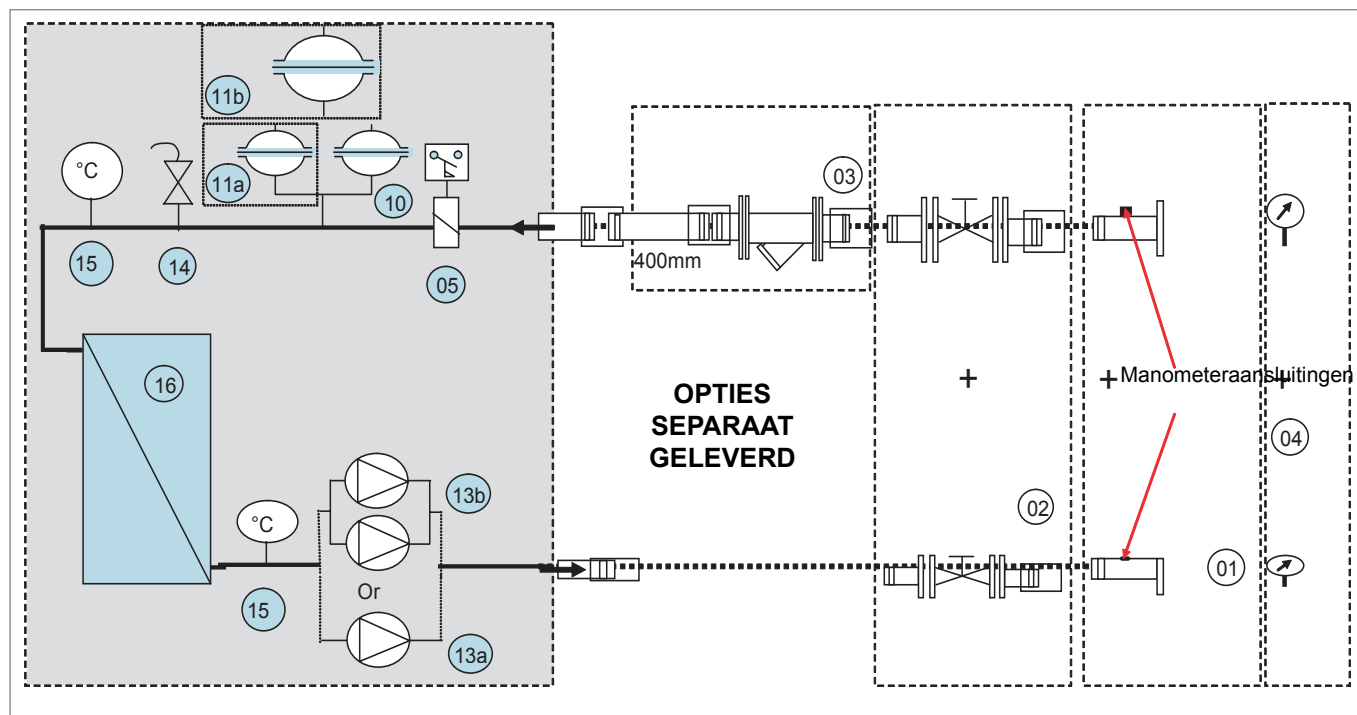 11b
11a
10
03
°C
15
14
05
400mm
16
OPTIES
SEPARAAT
GELEVERD
+
+Manometeraansluitingen
+
04
13b
02
°C
15
Or
13a
01